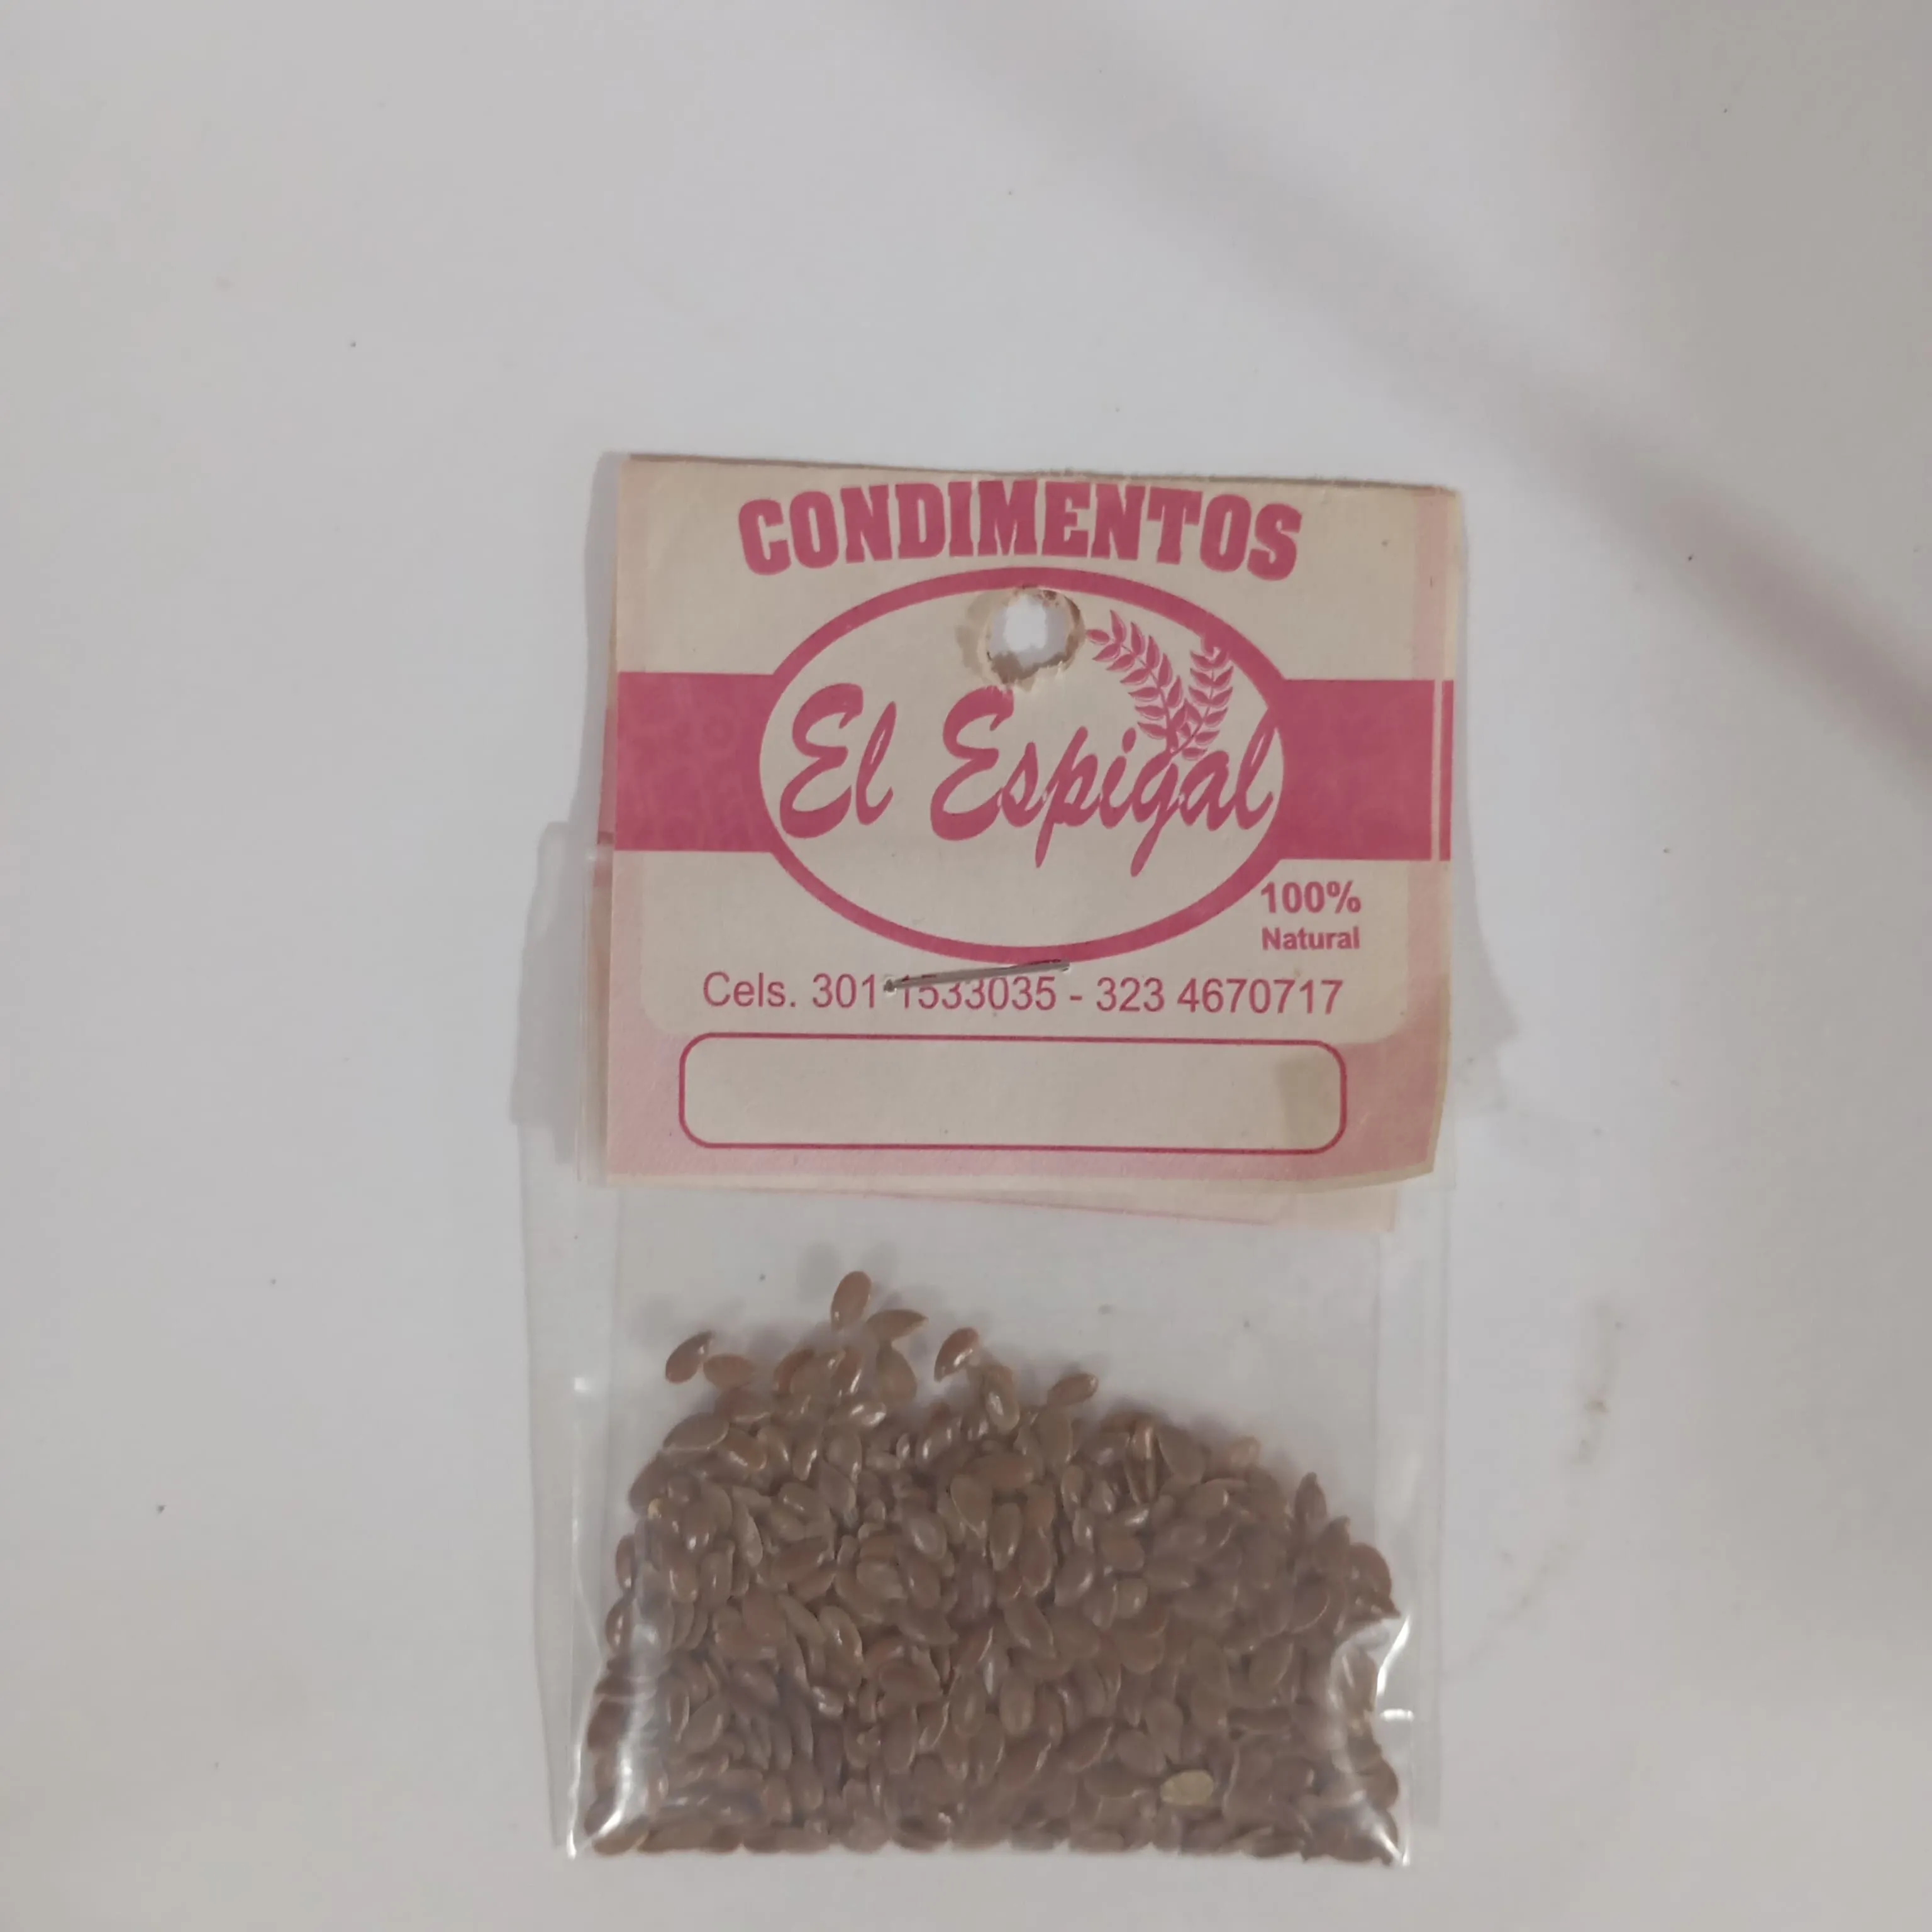 CONDIMENTOS
El Espigal
100%
Natural
Cels. 301 1533035 - 323 4670717